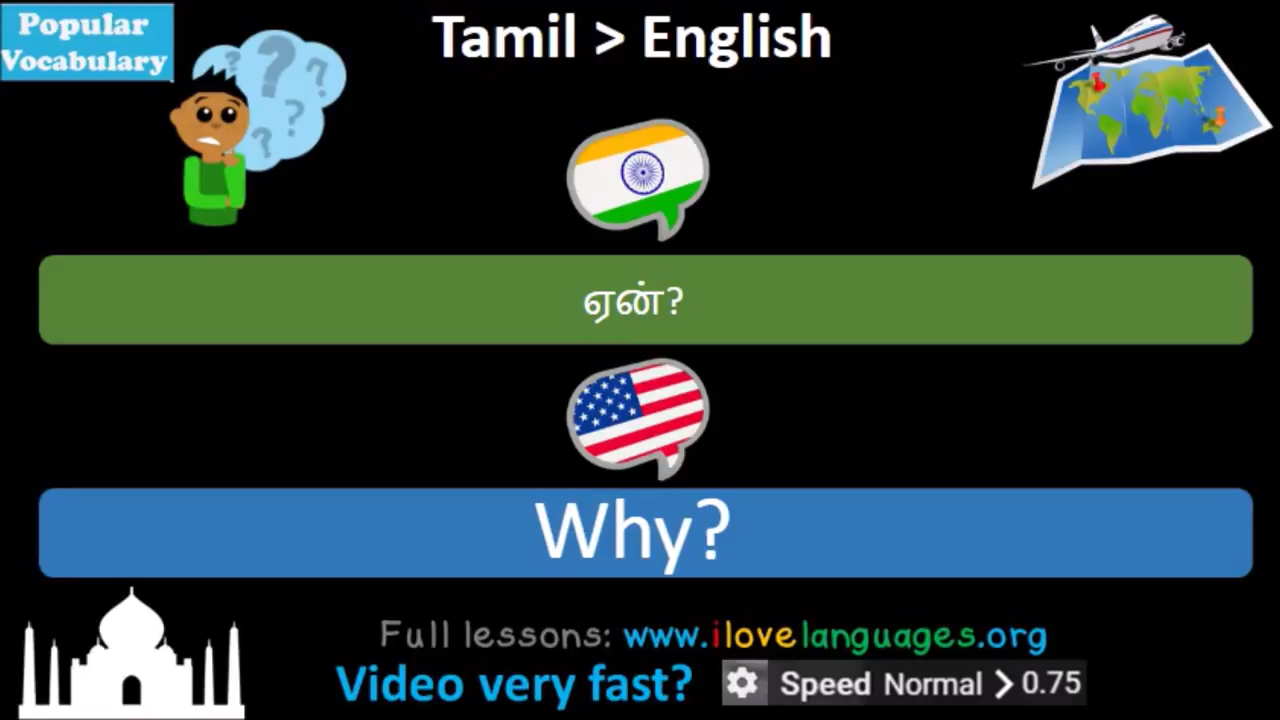 Popular
Vocabulary
Tamil > English
ஏன்?
Why?
Full lessons: www.ilovelanguages.org
Video very fast? Speed Normal > 0.75